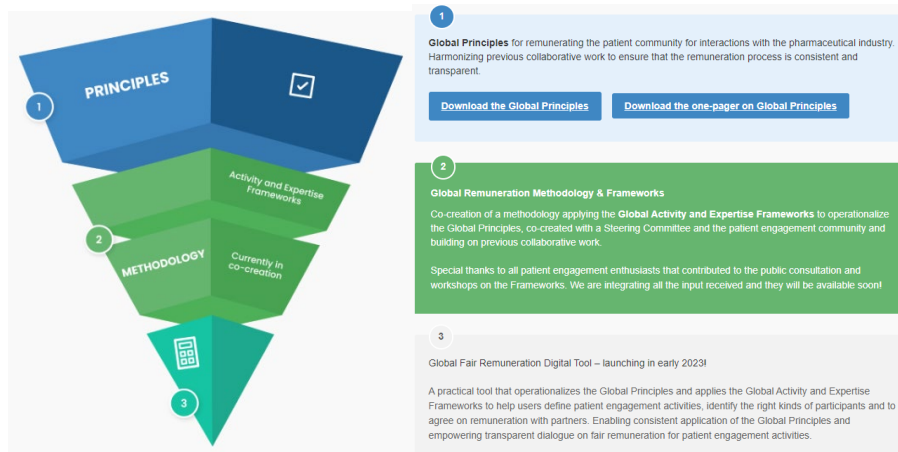 PRINCIPLES
1
Activity and Expertise
Frameworks
2
METHODOLOGY
Currently in
co-creation
3
1
Global Principles for remunerating the patient community for interactions with the pharmaceutical industry.
Harmonizing previous collaborative work to ensure that the remuneration process is consistent and
transparent.
Download the Global Principles
Download the one-pager on Global Principles
2
Global Remuneration Methodology & Frameworks
Co-creation of a methodology applying the Global Activity and Expertise Frameworks to operationalize
the Global Principles, co-created with a Steering Committee and the patient engagement community and
building on previous collaborative work.
Special thanks to all patient engagement enthusiasts that contributed to the public consultation and
workshops on the Frameworks. We are integrating all the input received and they will be available soon!
3
Global Fair Remuneration Digital Tool – launching in early 2023!
A practical tool that operationalizes the Global Principles and applies the Global Activity and Expertise
Frameworks to help users define patient engagement activities, identify the right kinds of participants and to
agree on remuneration with partners. Enabling consistent application of the Global Principles and
empowering transparent dialogue on fair remuneration for patient engagement activities.